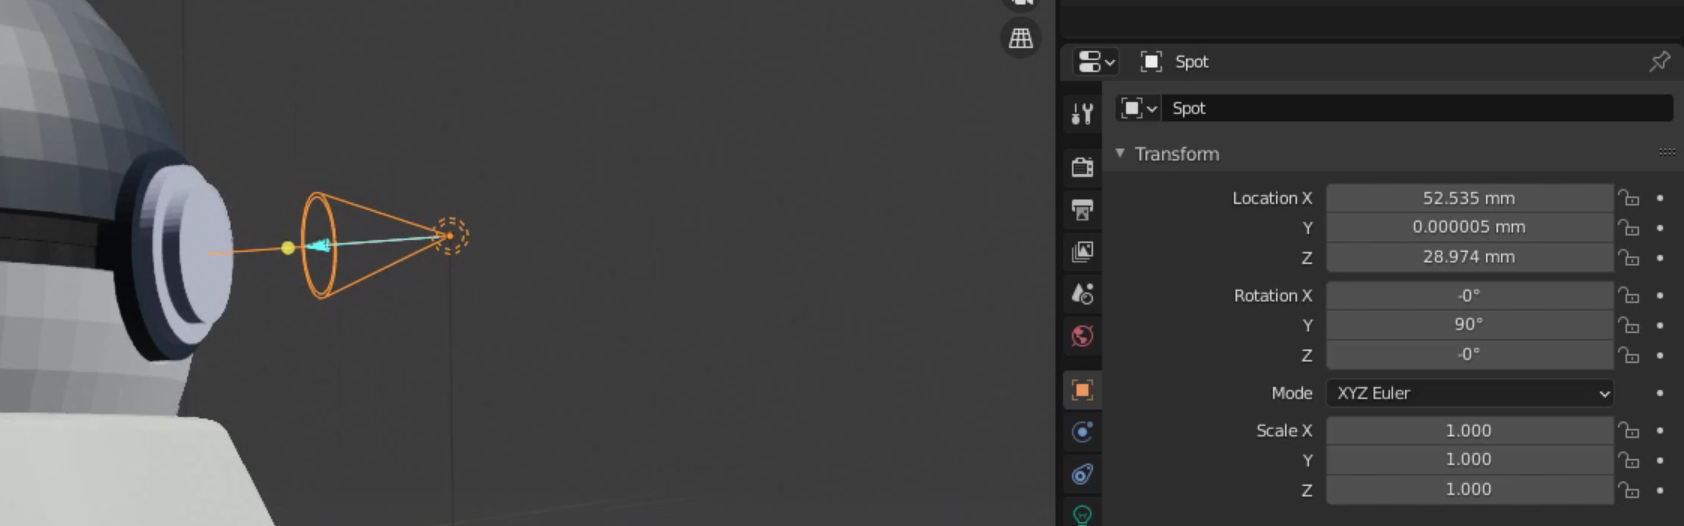 Spot
Spot
Transform
Location X 52.535 mm
Y 0.000005 mm
Z 28.974 mm
Rotation X -0°
Y 90°
Z -0°
Mode XYZ Euler
Scale X 1.000
Y 1.000
Z 1.000